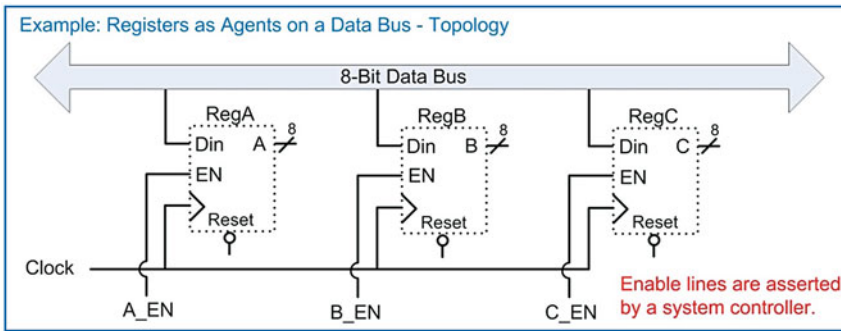 Example: Registers as Agents on a Data Bus - Topology
8-Bit Data Bus
RegA
RegB
RegC
Din A 8
Din B 8
Din C 8
EN
EN
EN
Reset
Reset
Reset
Clock
A_EN
B_EN
C_EN
Enable lines are asserted
by a system controller.